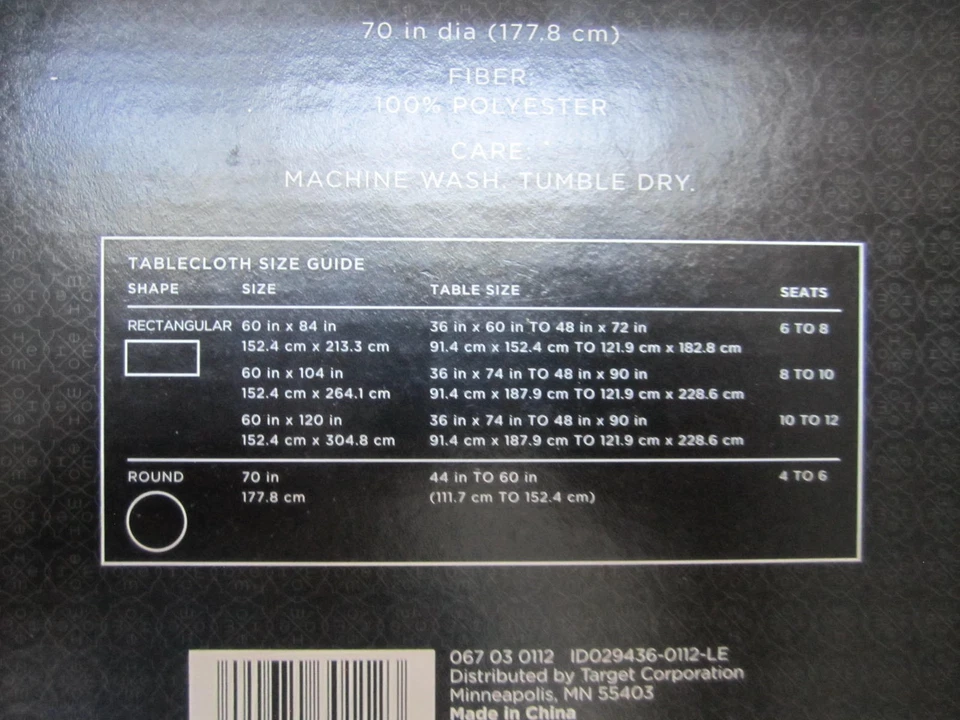 70 in dia (177.8 cm)
FIBER:
100% POLYESTER
CARE:
MACHINE WASH. TUMBLE DRY.
TABLECLOTH SIZE GUIDE
SHAPE SIZE TABLE SIZE SEATS
RECTANGULAR 60 in x 84 in 36 in x 60 in TO 48 in x 72 in 6 TO 8
152.4 cm x 213.3 cm 91.4 cm x 152.4 cm TO 121.9 cm x 182.8 cm
60 in x 104 in 36 in x 74 in TO 48 in x 90 in 8 TO 10
152.4 cm x 264.1 cm 91.4 cm x 187.9 cm TO 121.9 cm x 228.6 cm
60 in x 120 in 36 in x 74 in TO 48 in x 90 in 10 TO 12
152.4 cm x 304.8 cm 91.4 cm x 187.9 cm TO 121.9 cm x 228.6 cm
ROUND 70 in 44 in TO 60 in 4 TO 6
177.8 cm (111.7 cm TO 152.4 cm)
067 03 0112 ID029436-0112-LE
Distributed by Target Corporation
Minneapolis, MN 55403
Made in China